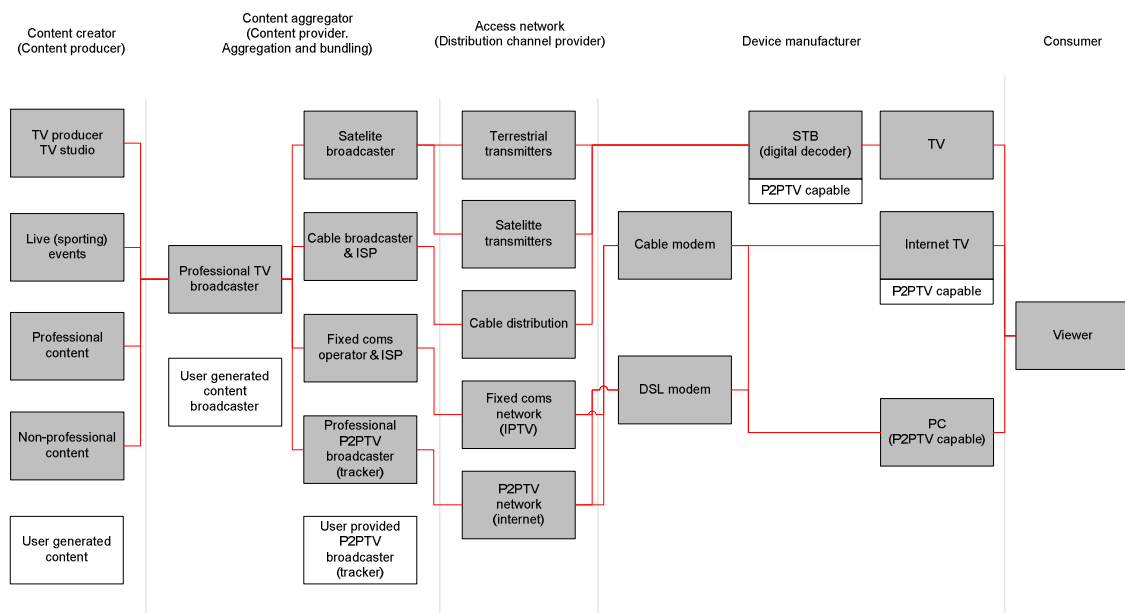 Content creator
(Content producer)
Content aggregator
(Content provider.
Aggregation and bundling)
Access network
(Distribution channel provider)
Device manufacturer
Consumer
TV producer
TV studio
Live (sporting)
events
Professional
content
Non-professional
content
User generated
content
Professional TV
broadcaster
User generated
content
broadcaster
Satelite
broadcaster
Cable broadcaster
& ISP
Fixed coms
operator & ISP
Professional
P2PTV
broadcaster
(tracker)
User provided
P2PTV
broadcaster
(tracker)
Terrestrial
transmitters
Satelitte
transmitters
Cable distribution
Fixed coms
network
(IPTV)
P2PTV
network
(internet)
Cable modem
DSL modem
STB
(digital decoder)
P2PTV capable
TV
Internet TV
P2PTV capable
PC
(P2PTV capable)
Viewer